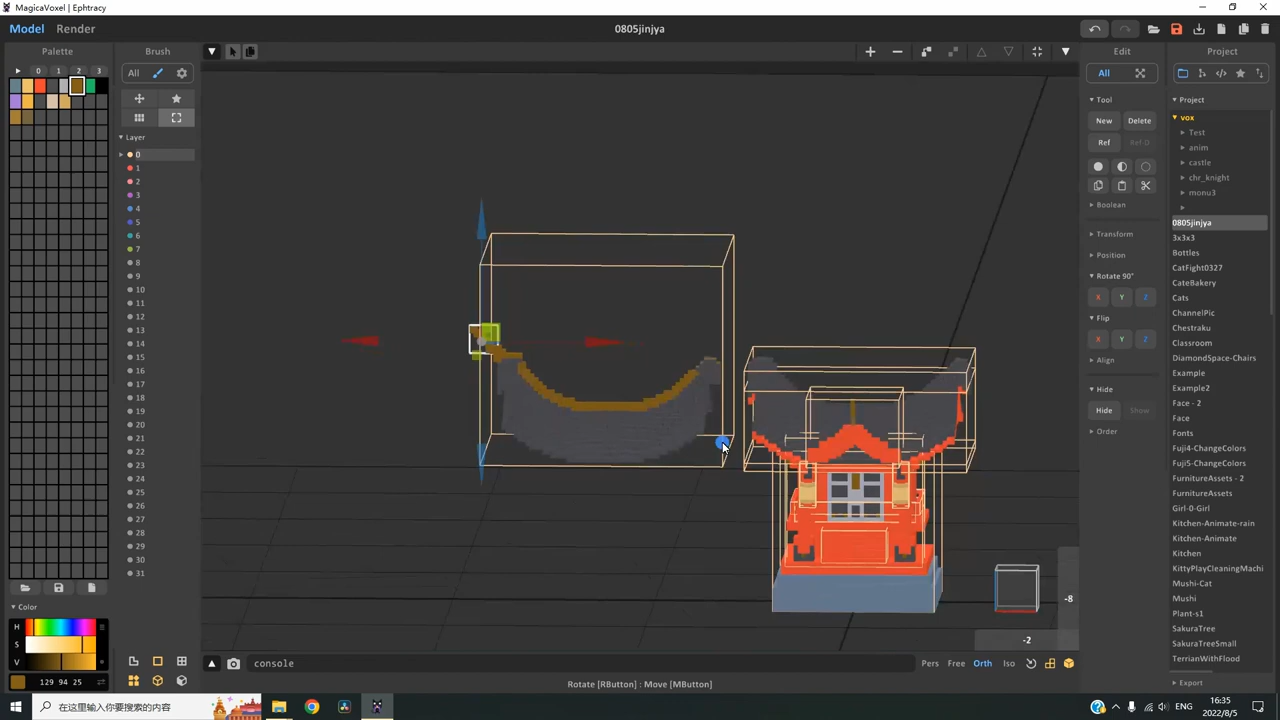 MagicaVoxel | Ephtracy
Model Render
0805jinjya
Palette
Brush
Edit
Project
0 1 2 3
All
All
Layer
0
1
2
3
4
5
6
7
8
9
10
11
12
13
14
15
16
17
18
19
20
21
22
23
24
25
26
27
28
29
30
31
Color
H
S
V
129 94 25
Tool
New Delete
Ref Ref-D
Boolean
Transform
Position
Rotate 90°
X Y Z
Flip
X Y Z
Align
Hide
Hide Show
Order
Project
vox
Test
anim
castle
chr_knight
monu3
0805jinjya
3x3x3
Bottles
CatFight0327
CateBakery
Cats
ChannelPic
Chestraku
Classroom
DiamondSpace-Chairs
Example
Example2
Face - 2
Face
Fonts
Fuji4-ChangeColors
Fuji5-ChangeColors
FurnitureAssets - 2
FurnitureAssets
Girl-0-Girl
Kitchen-Animate-rain
Kitchen-Animate
Kitchen
KittyPlayCleaningMachi
Mushi-Cat
Mushi
Plant-s1
SakuraTree
SakuraTreeSmall
TerrianWithFlood
Export
-8
-2
console
Pers Free Orth Iso
Rotate [RButton] : Move [MButton]
在这里输入你要搜索的内容
ENG
16:35
2022/8/5